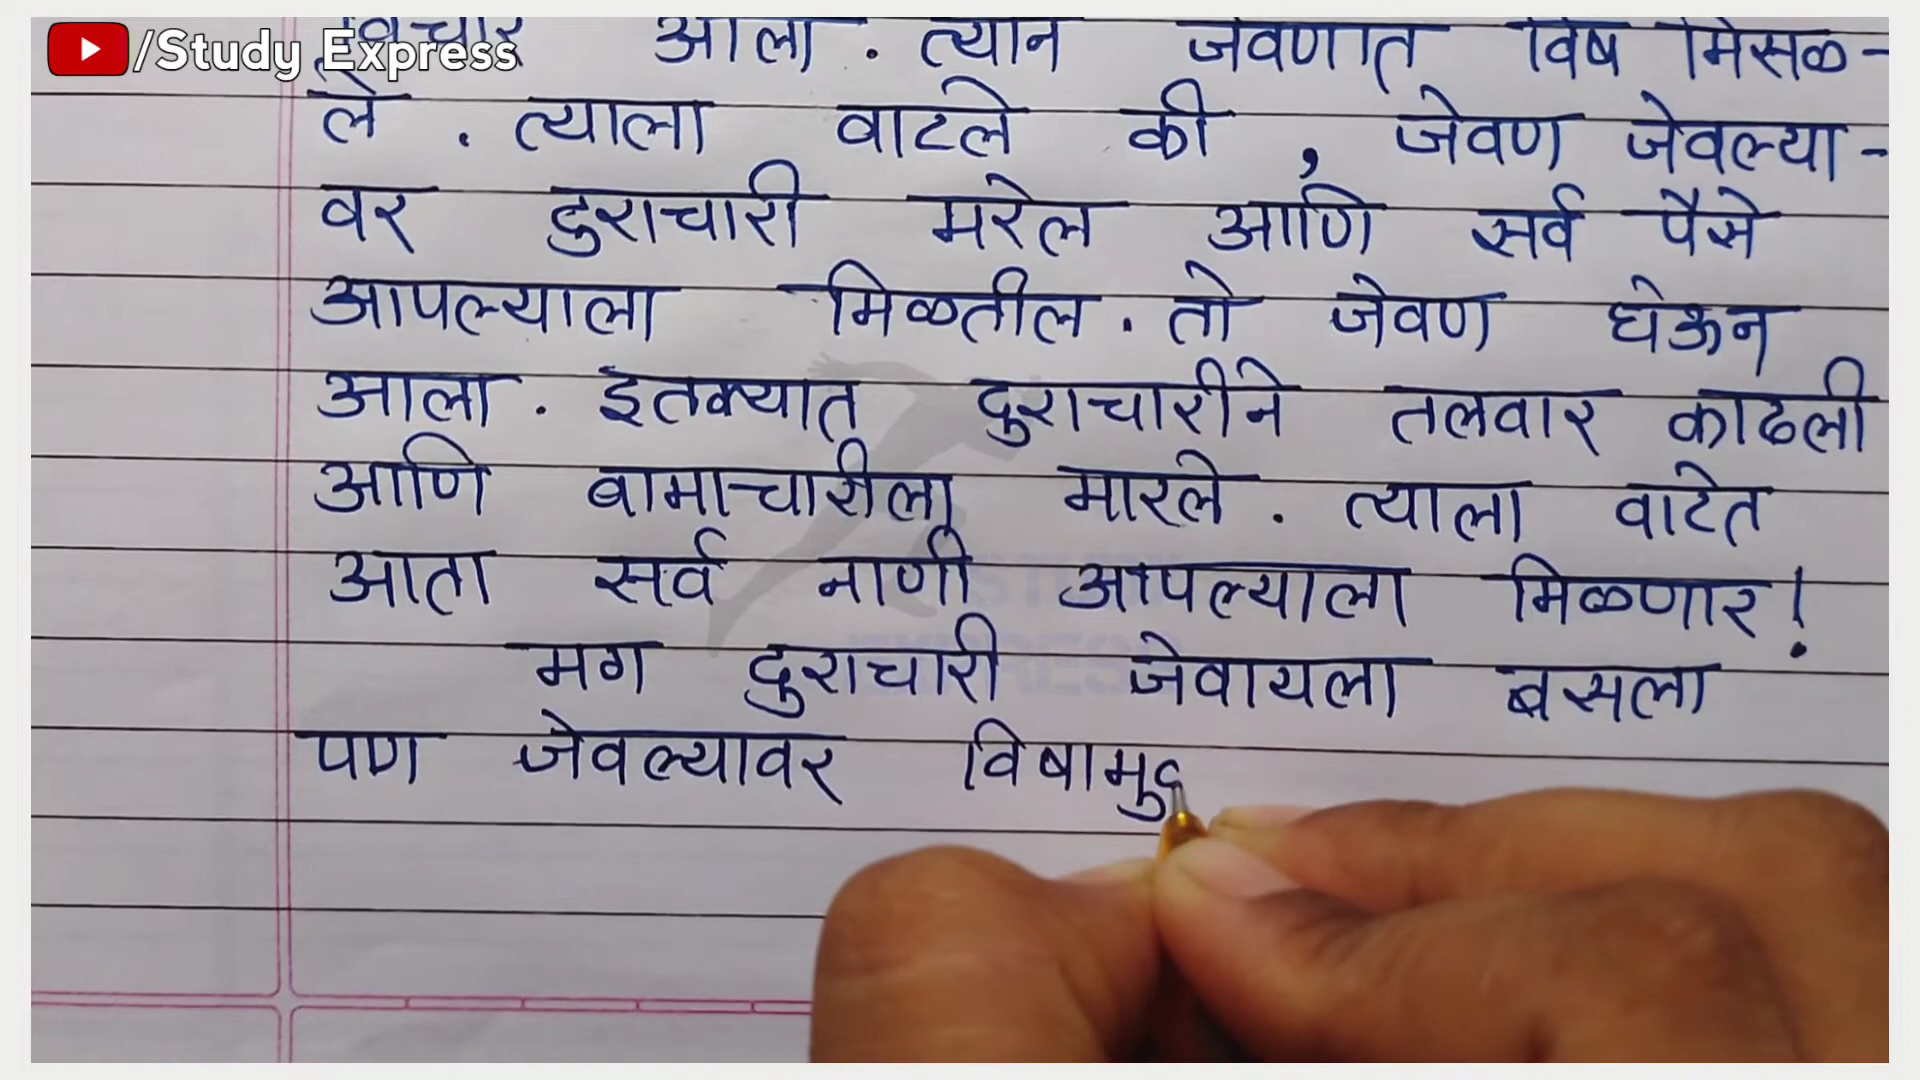 /Study Express
विचार आला . त्याने जेवणात विष मिसळ-
ले . त्याला वाटले की , जेवण जेवल्या-
वर दुराचारी मरेल आणि सर्व पैसे
आपल्याला मिळतील . तो जेवण घेऊन
आला . इतक्यात दुराचारीने तलवार काढली
आणि वामाचारीला मारले . त्याला वाटेत
आता सर्व नाणी आपल्याला मिळणार !
मग दुराचारी जेवायला बसला
पण जेवल्यावर विषामु